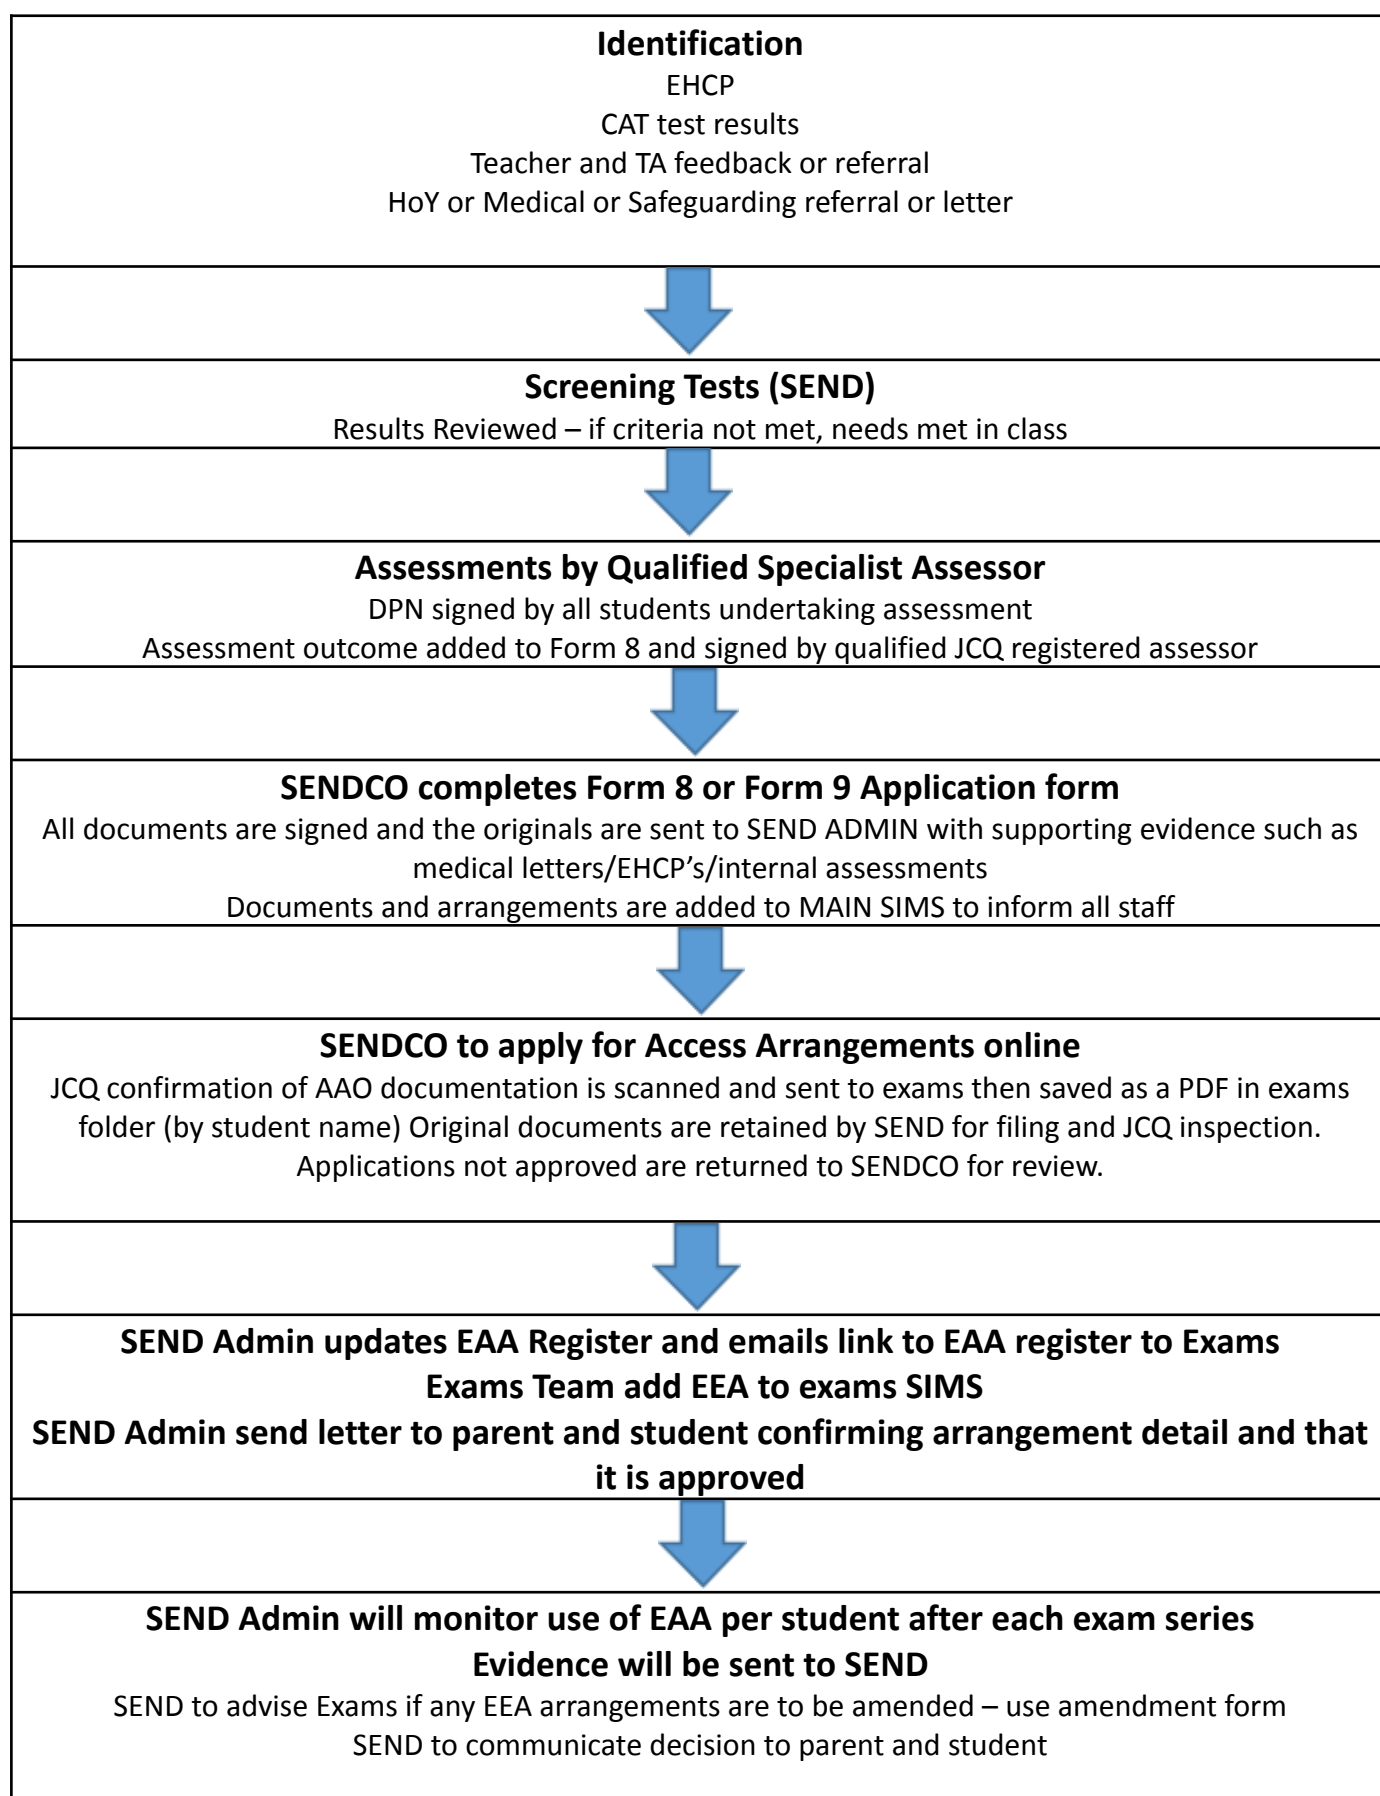 Identification
EHCP
CAT test results
Teacher and TA feedback or referral
HoY or Medical or Safeguarding referral or letter
Screening Tests (SEND)
Results Reviewed – if criteria not met, needs met in class
Assessments by Qualified Specialist Assessor
DPN signed by all students undertaking assessment
Assessment outcome added to Form 8 and signed by qualified JCQ registered assessor
SENDCO completes Form 8 or Form 9 Application form
All documents are signed and the originals are sent to SEND ADMIN with supporting evidence such as
medical letters/EHCP’s/internal assessments
Documents and arrangements are added to MAIN SIMS to inform all staff
SENDCO to apply for Access Arrangements online
JCQ confirmation of AAO documentation is scanned and sent to exams then saved as a PDF in exams
folder (by student name) Original documents are retained by SEND for filing and JCQ inspection.
Applications not approved are returned to SENDCO for review.
SEND Admin updates EAA Register and emails link to EAA register to Exams
Exams Team add EEA to exams SIMS
SEND Admin send letter to parent and student confirming arrangement detail and that
it is approved
SEND Admin will monitor use of EAA per student after each exam series
Evidence will be sent to SEND
SEND to advise Exams if any EEA arrangements are to be amended – use amendment form
SEND to communicate decision to parent and student